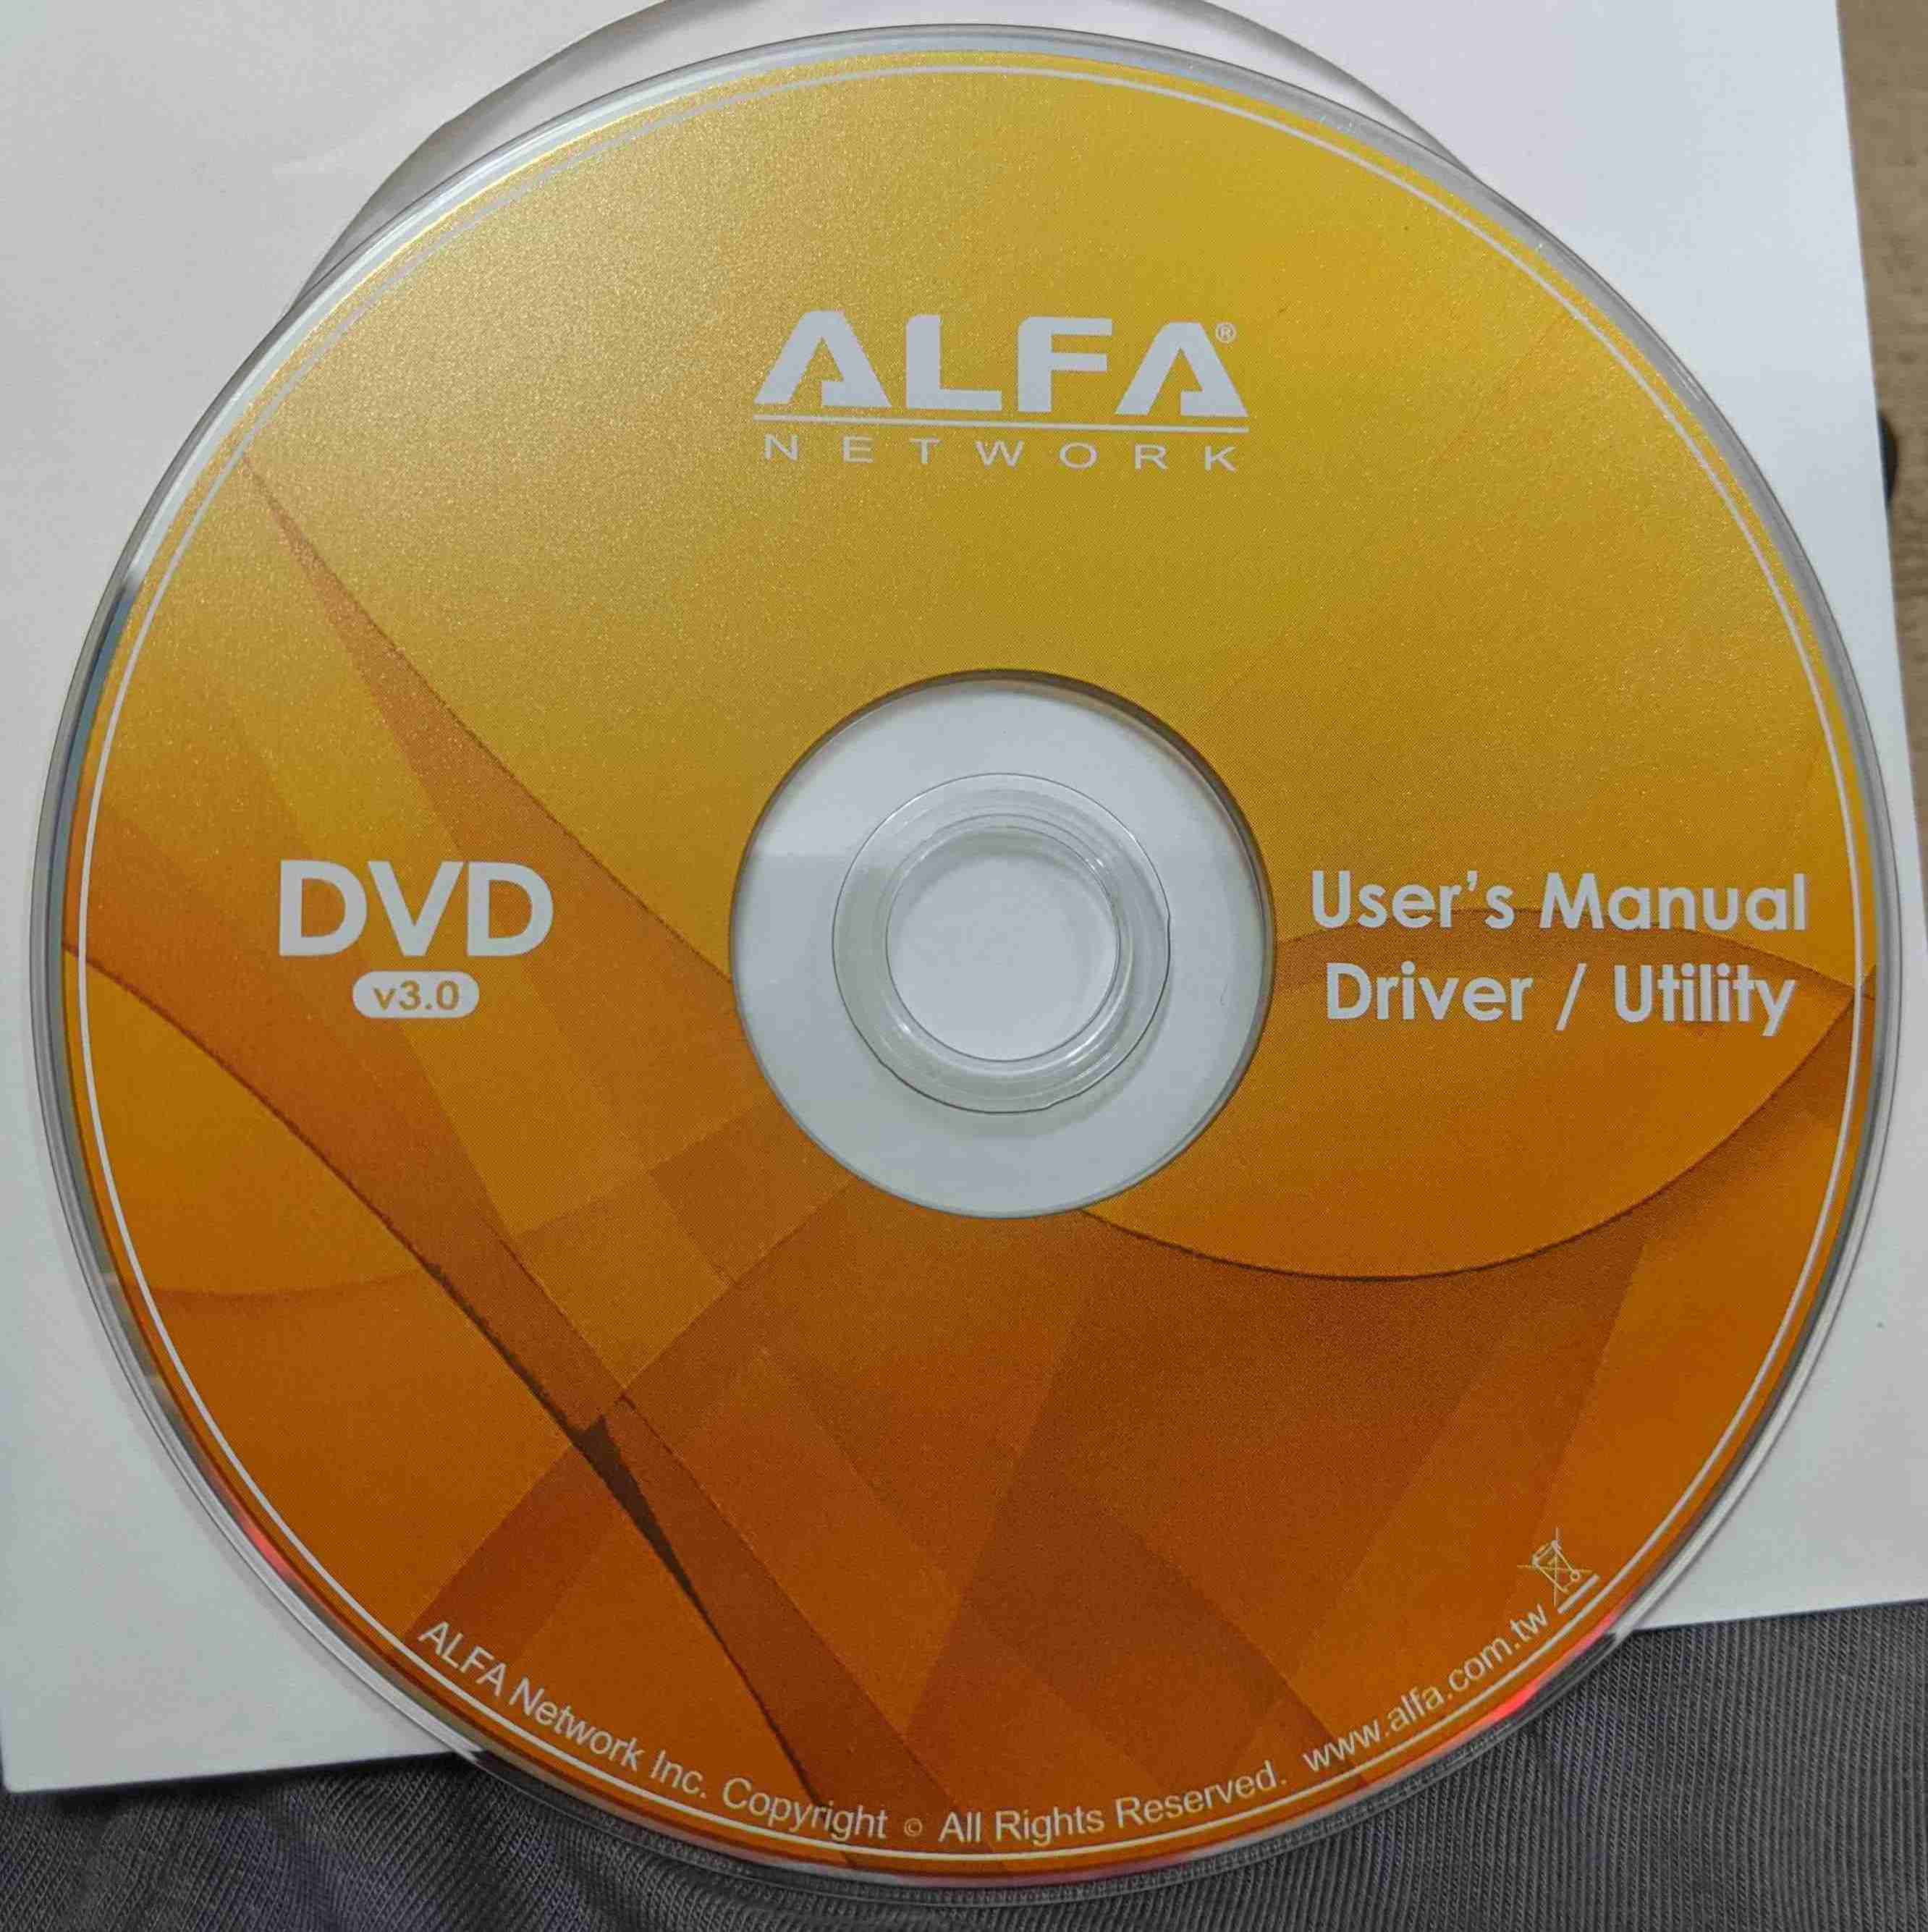 ALFA®
NETWORK
DVD
v3.0
User's Manual
Driver / Utility
ALFA Network Inc. Copyright © All Rights Reserved. www.alfa.com.tw